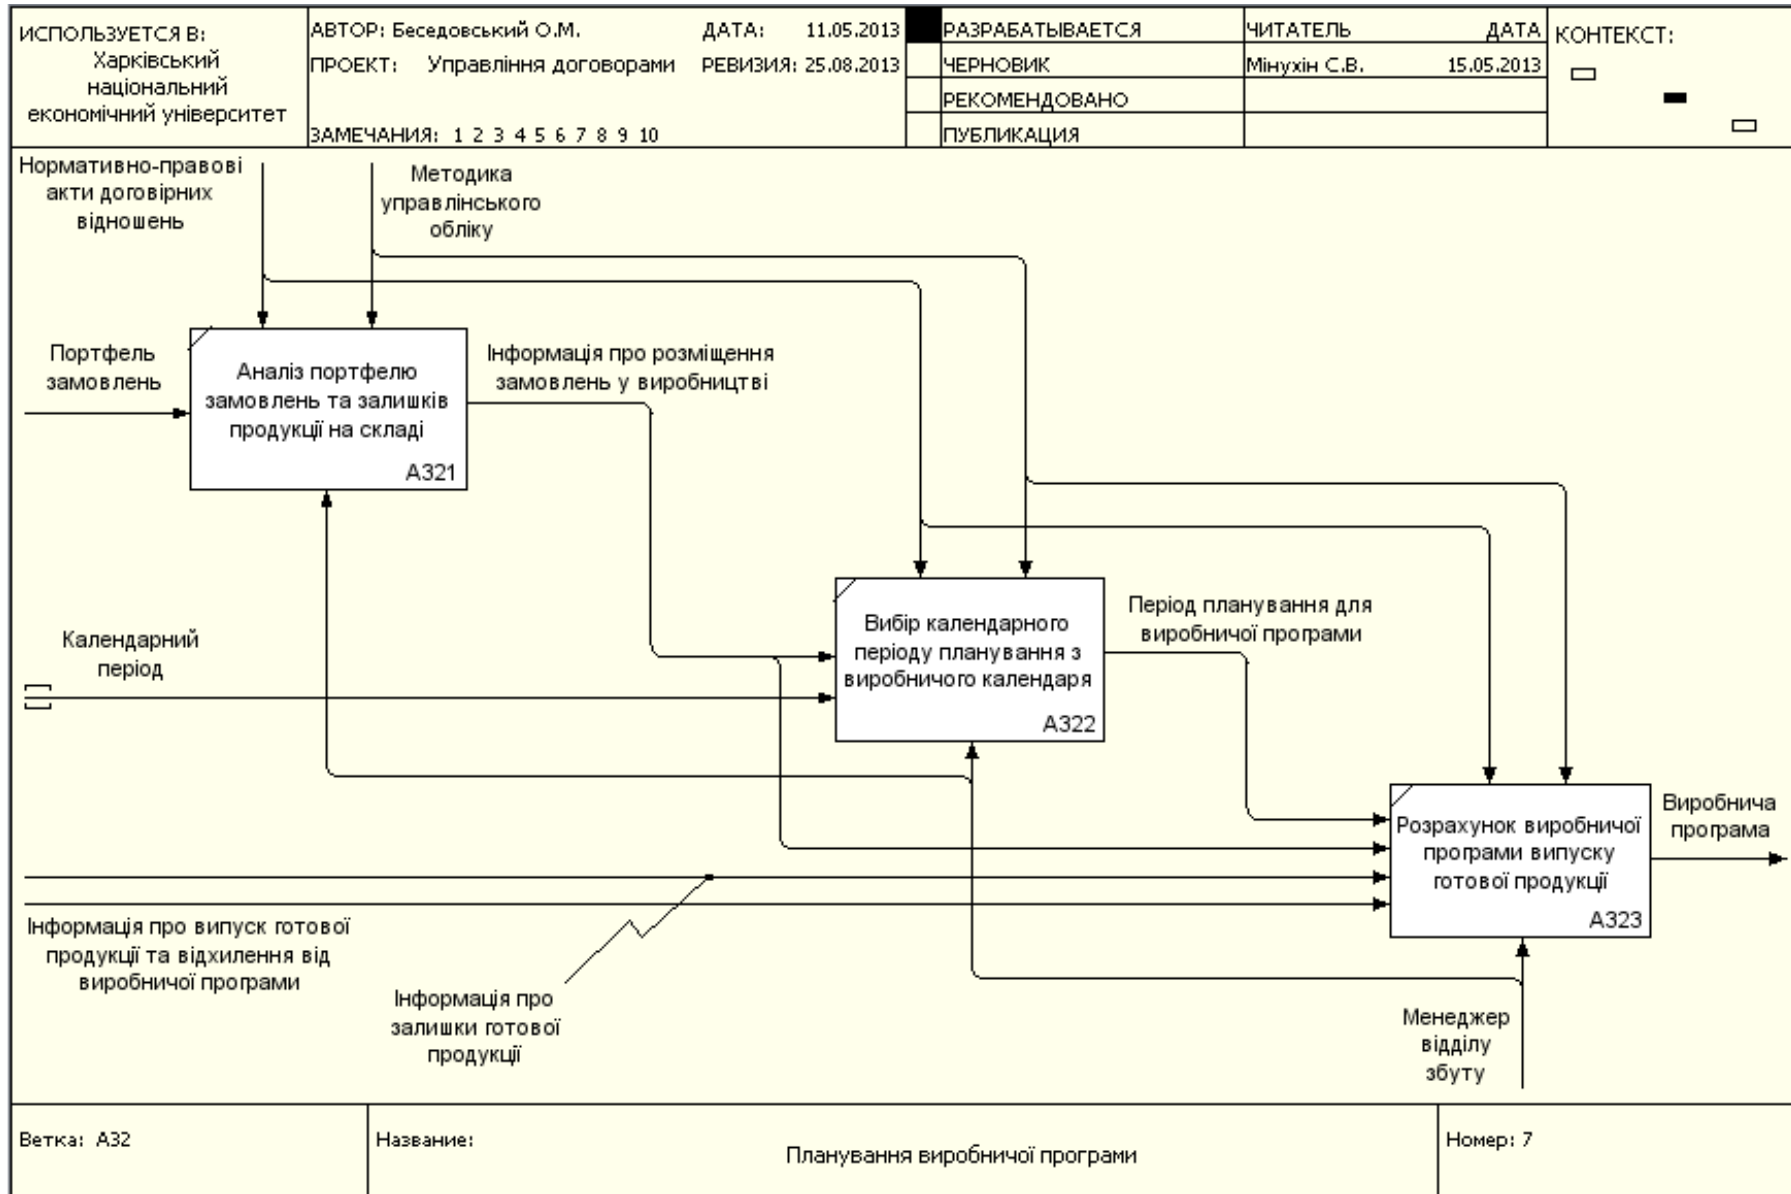 ИСПОЛЬЗУЕТСЯ В:
Харківський
національний
економічний університет
АВТОР: Беседовський О.М.
ДАТА: 11.05.2013
ПРОЕКТ: Управління договорами
РЕВИЗИЯ: 25.08.2013
ЗАМЕЧАНИЯ: 1 2 3 4 5 6 7 8 9 10
РАЗРАБАТЫВАЕТСЯ
ЧЕРНОВИК
РЕКОМЕНДОВАНО
ПУБЛИКАЦИЯ
ЧИТАТЕЛЬ ДАТА
Мінухін С.В. 15.05.2013
КОНТЕКСТ:
Нормативно-правові
акти договірних
відношень
Методика
управлінського
обліку
Портфель
замовлень
Аналіз портфелю
замовлень та залишків
продукції на складі
А321
Інформація про розміщення
замовлень у виробництві
Календарний
період
Вибір календарного
періоду планування з
виробничого календаря
А322
Період планування для
виробничої програми
Розрахунок виробничої
програми випуску
готової продукції
А323
Виробнича
програма
Інформація про випуск готової
продукції та відхилення від
виробничої програми
Інформація про
залишки готової
продукції
Менеджер
відділу
збуту
Ветка: А32
Название:
Планування виробничої програми
Номер: 7